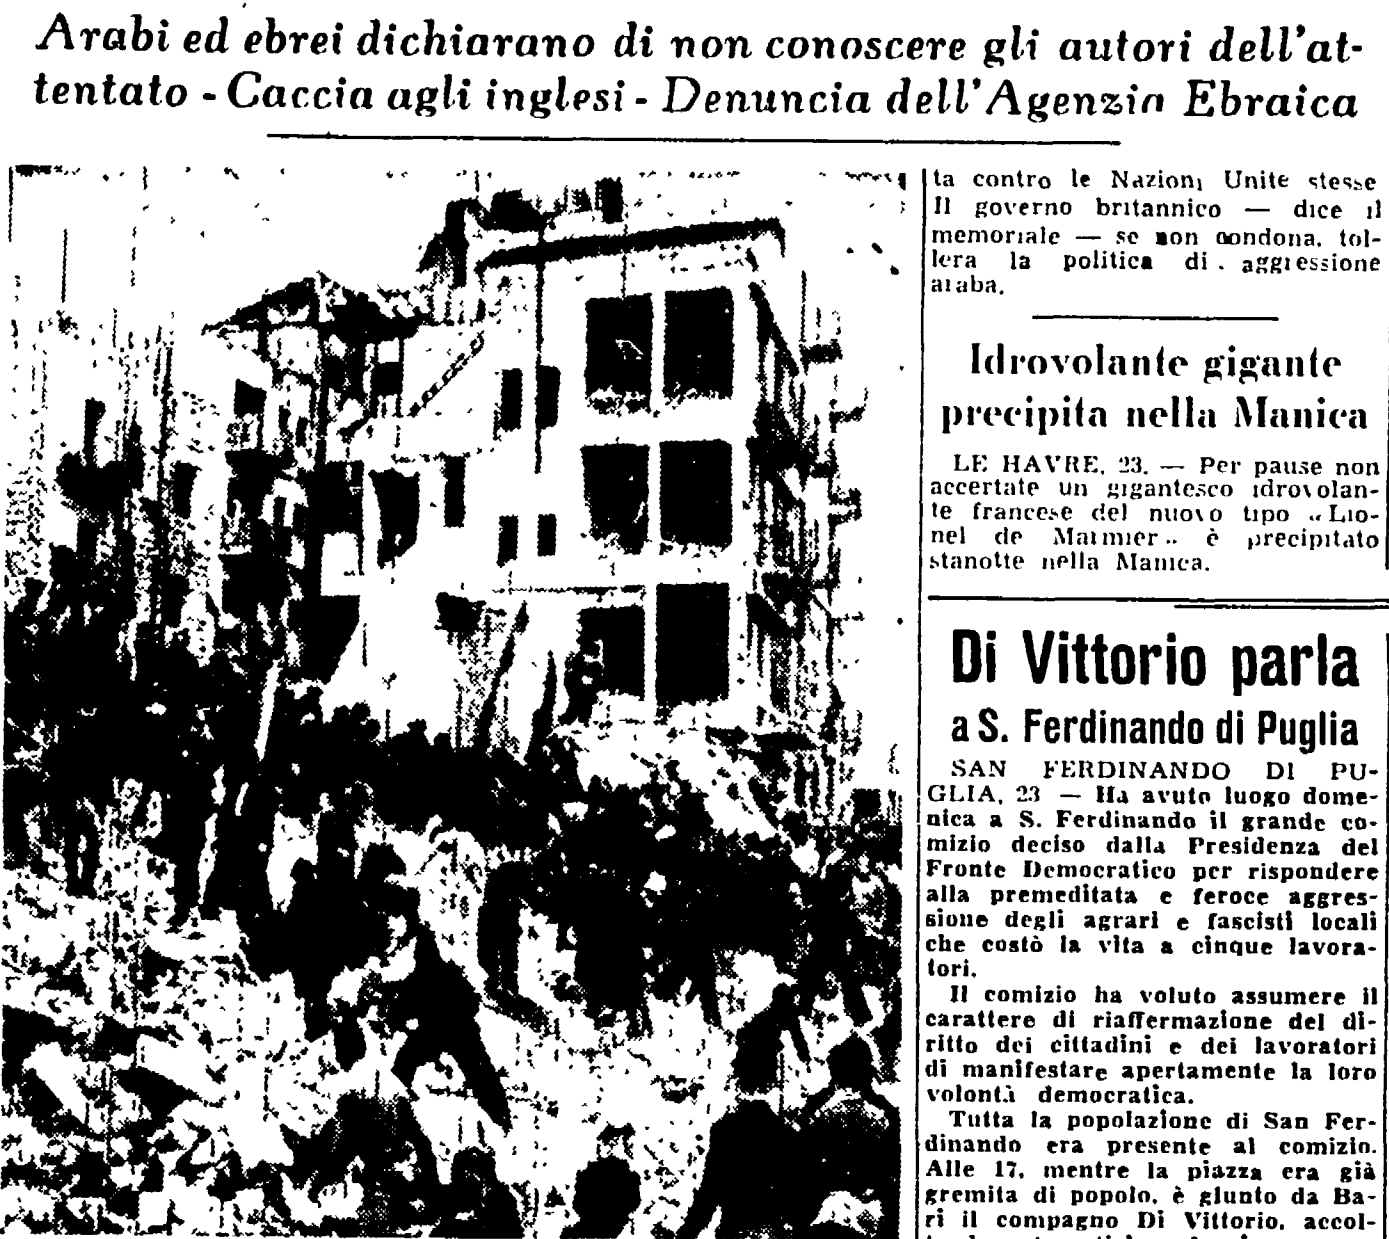 Arabi ed ebrei dichiarano di non conoscere gli autori dell'at-
tentato - Caccia agli inglesi - Denuncia dell'Agenzia Ebraica
ta contro le Nazioni Unite stesse
Il governo britannico — dice il
memoriale — se non condona, tol-
lera la politica di aggressione
araba.
Idrovolante gigante
precipita nella Manica
LE HAVRE, 23. — Per pause non
accertate un gigantesco idrovolan-
te francese del nuovo tipo «Lio-
nel de Marmier» è precipitato
stanotte nella Manica.
Di Vittorio parla
a S. Ferdinando di Puglia
SAN FERDINANDO DI PU-
GLIA, 23 — Ha avuto luogo dome-
nica a S. Ferdinando il grande co-
mizio deciso dalla Presidenza del
Fronte Democratico per rispondere
alla premeditata e feroce aggres-
sione degli agrari e fascisti locali
che costò la vita a cinque lavora-
tori.
Il comizio ha voluto assumere il
carattere di riaffermazione del di-
ritto dei cittadini e dei lavoratori
di manifestare apertamente la loro
volontà democratica.
Tutta la popolazione di San Fer-
dinando era presente al comizio.
Alle 17, mentre la piazza era già
gremita di popolo, è giunto da Ba-
ri il compagno Di Vittorio, accol-